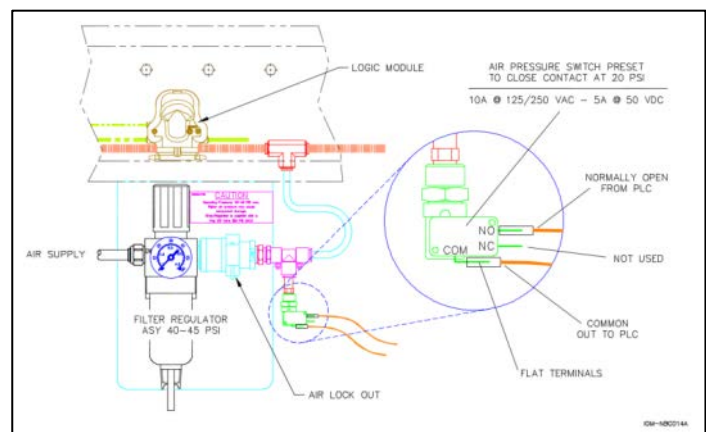 LOGIC MODULE
AIR PRESSURE SWITCH PRESET
TO CLOSE CONTACT AT 20 PSI
10A @ 125/250 VAC - 5A @ 50 VDC
CAUTION
NORMALLY OPEN
FROM PLC
NO
NC
COM
NOT USED
AIR SUPPLY
COMMON
OUT TO PLC
FILTER REGULATOR
ASY 40-45 PSI
FLAT TERMINALS
AIR LOCK OUT